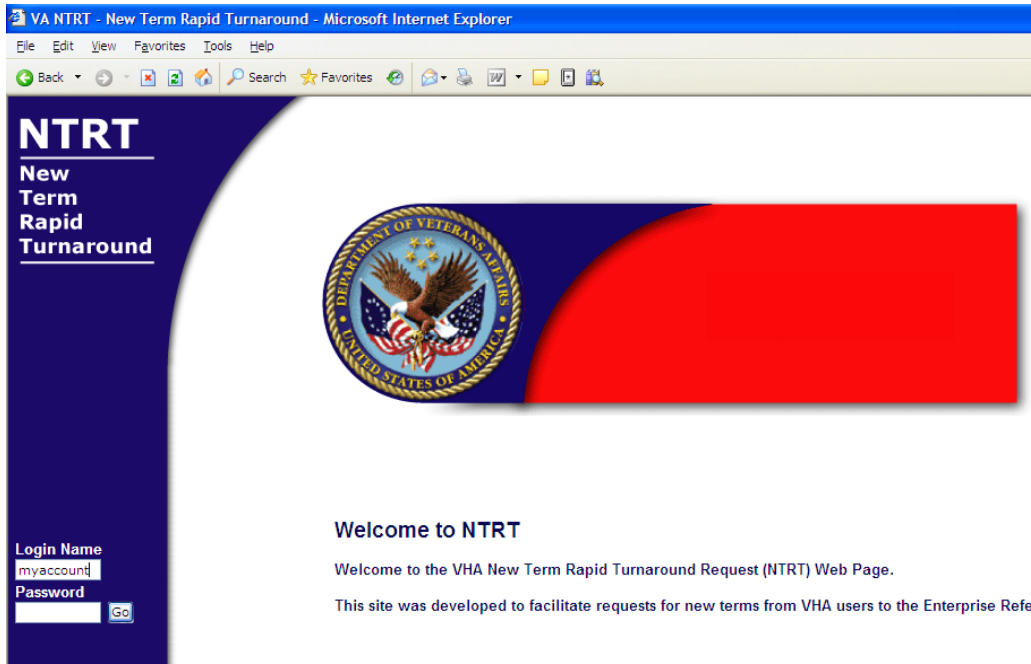 VA NTRT - New Term Rapid Turnaround - Microsoft Internet Explorer
File Edit View Favorites Tools Help
Back Search Favorites
NTRT
New
Term
Rapid
Turnaround
DEPARTMENT OF VETERANS AFFAIRS
UNITED STATES OF AMERICA
Welcome to NTRT
Welcome to the VHA New Term Rapid Turnaround Request (NTRT) Web Page.
This site was developed to facilitate requests for new terms from VHA users to the Enterprise Refe
Login Name
myaccount
Password
Go